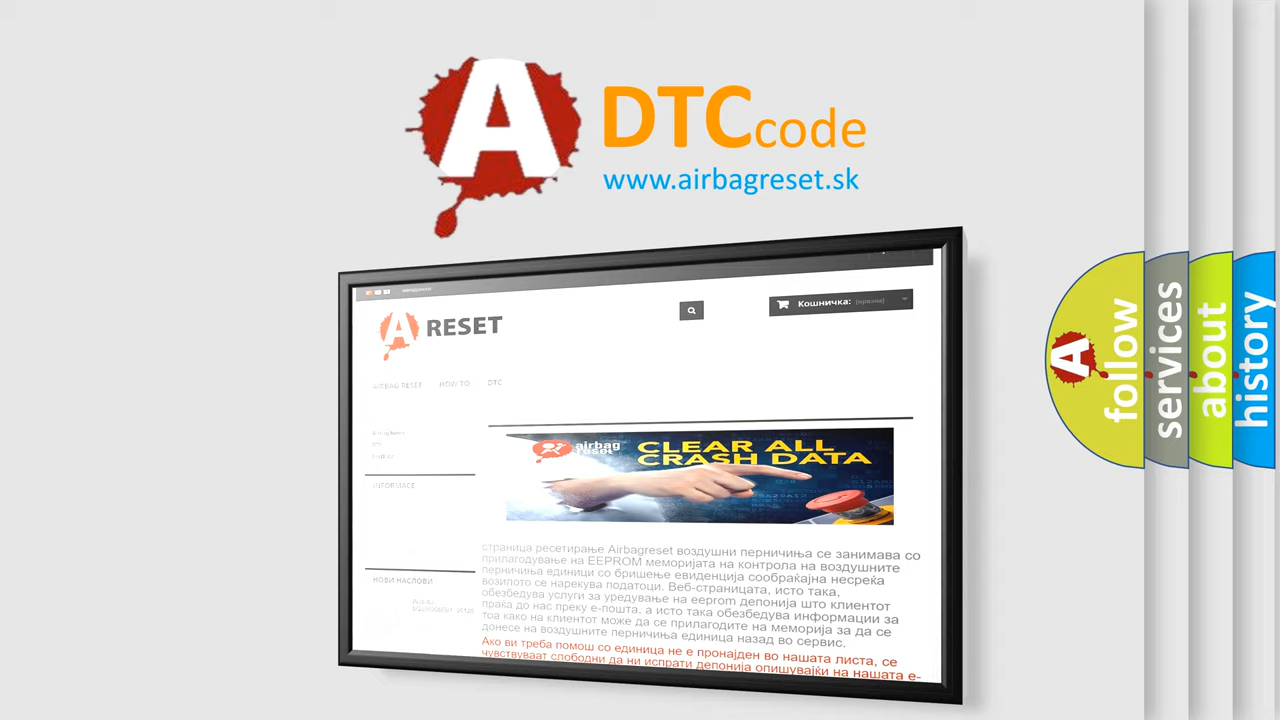 A DTCcode
www.airbagreset.sk
A RESET
Кошничка: (празна)
AIRBAG RESET HOW TO DTC
INFORMACE
airbag
reset
CLEAR ALL
CRASH DATA
страница ресетирање Airbagreset воздушни перничиња се занимава со
прилагодување на EEPROM меморијата на контрола на воздушните
перничиња единици со бришење евиденција сообраќајна несреќа
возилото се нарекува податоци. Веб-страницата, исто така,
обезбедува услуги за уредување на eeprom депонија што клиентот
праќа до нас преку е-пошта, а исто така обезбедува информации за
тоа како на клиентот може да се прилагодите на меморија за да се
донесе на воздушните перничиња единица назад во сервис.
Ако ви треба помош со единица не е пронајден во нашата листа, се
чувствуваат слободни да ни испрати депонија опишувајќи на нашата е-
НОВИ НАСЛОВИ
A follow
services
about
history